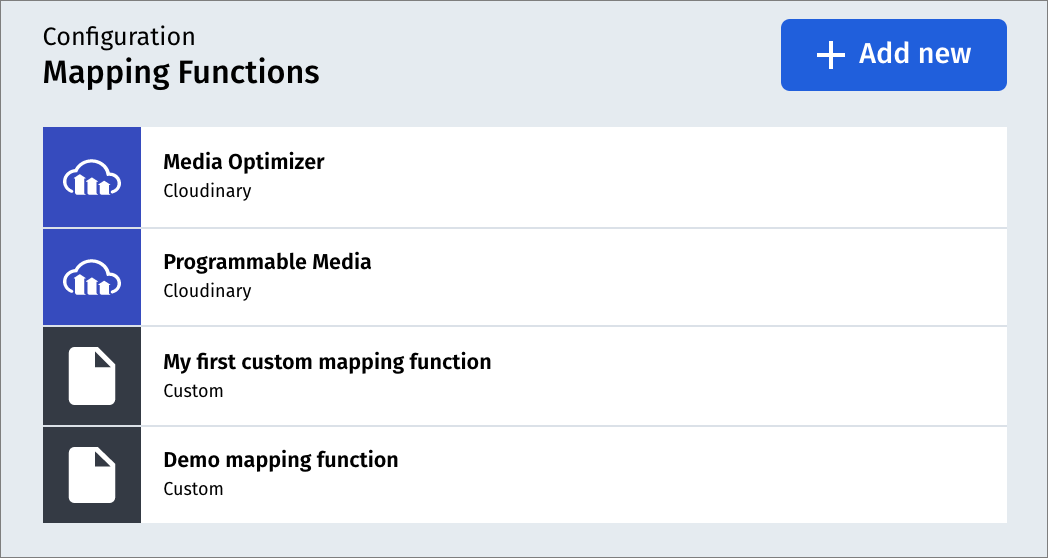 Configuration
Mapping Functions
Add new
Media Optimizer
Cloudinary
Programmable Media
Cloudinary
My first custom mapping function
Custom
Demo mapping function
Custom